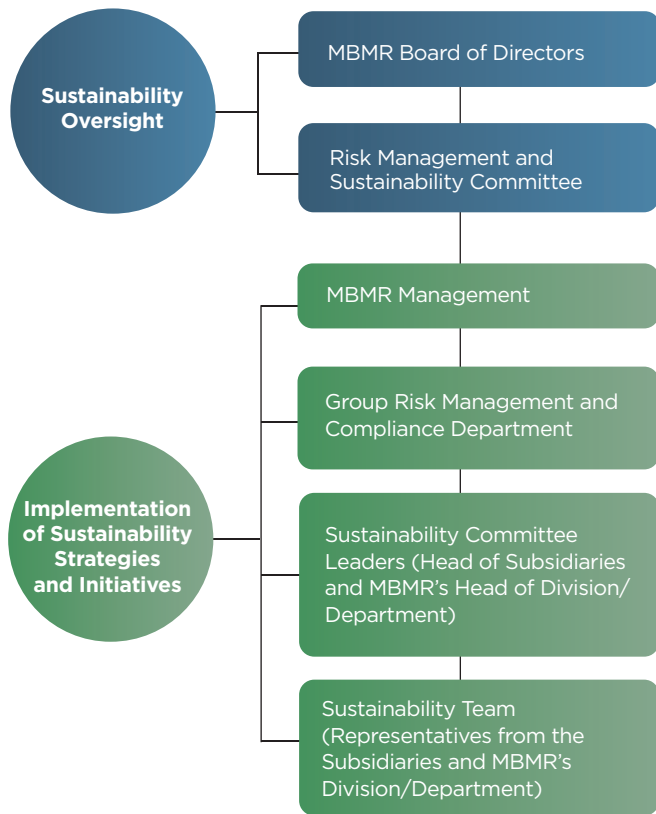 Sustainability
Oversight
MBMR Board of Directors
Risk Management and
Sustainability Committee
Implementation
of Sustainability
Strategies
and Initiatives
MBMR Management
Group Risk Management and
Compliance Department
Sustainability Committee
Leaders (Head of Subsidiaries
and MBMR’s Head of Division/
Department)
Sustainability Team
(Representatives from the
Subsidiaries and MBMR’s
Division/Department)